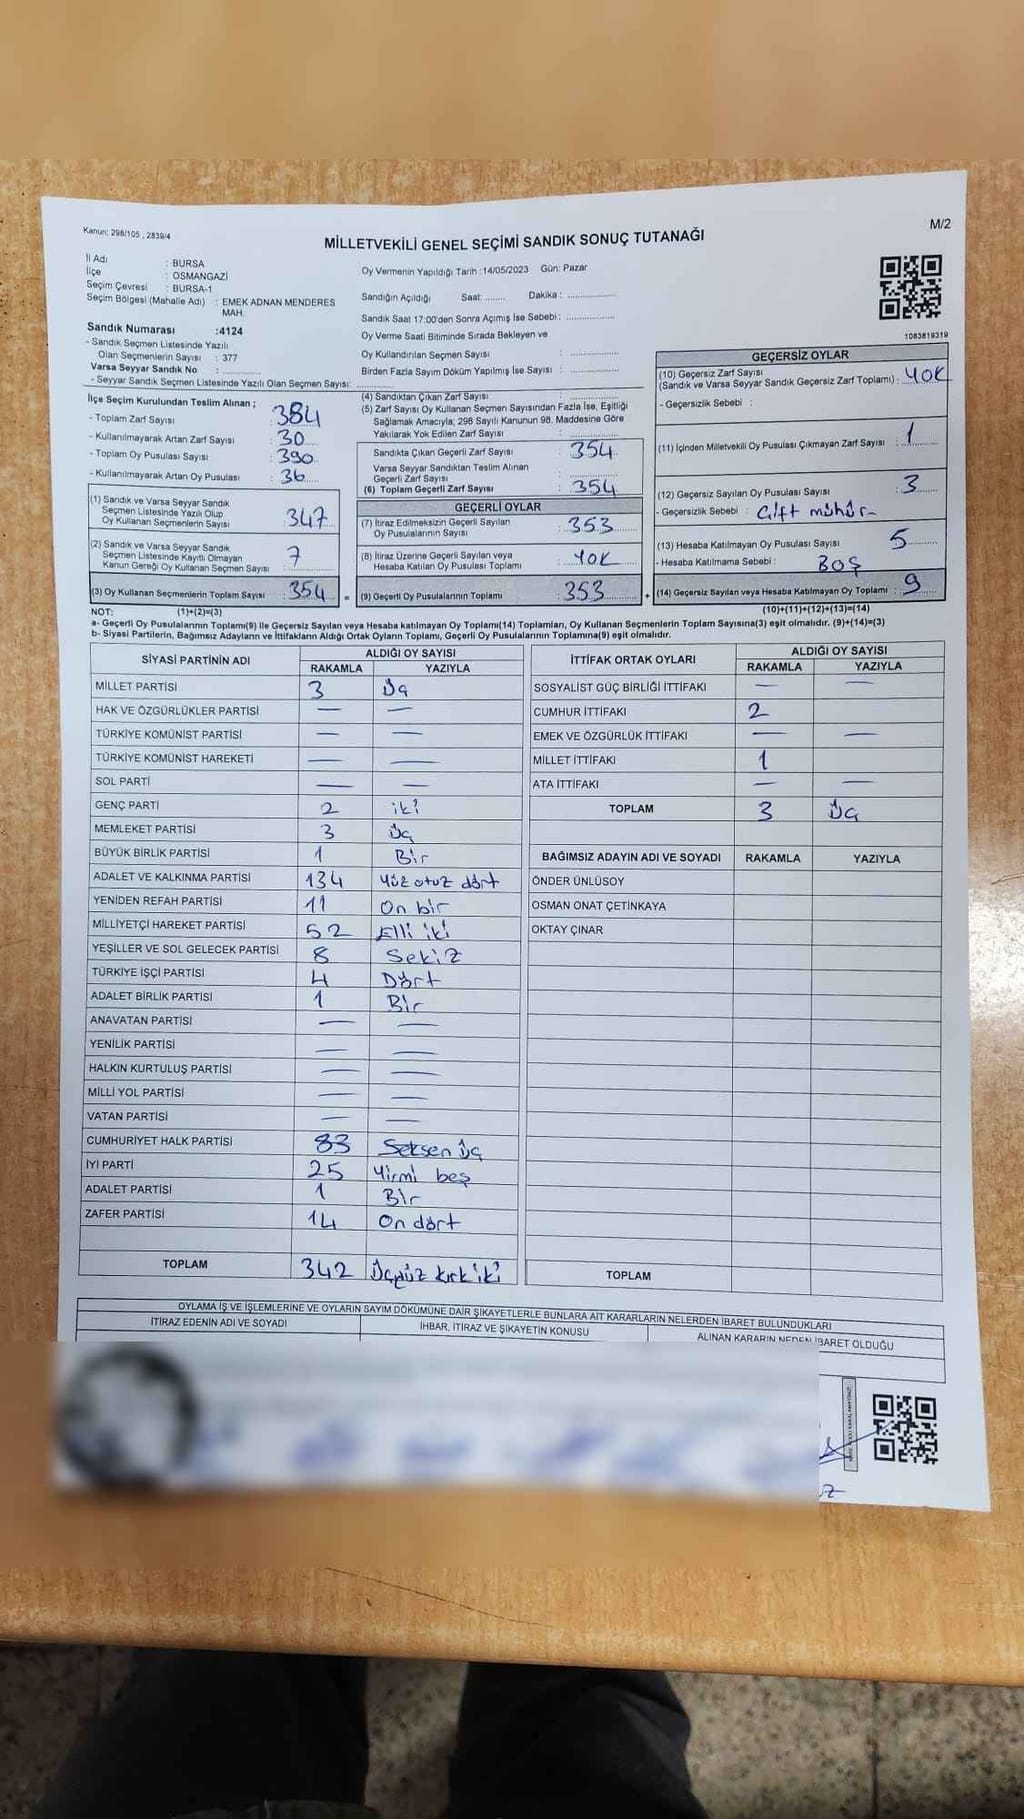 Kanun; 298/105 , 2839/4
M/2
MİLLETVEKİLİ GENEL SEÇİMİ SANDIK SONUÇ TUTANAĞI
İl Adı : BURSA
İlçe : OSMANGAZİ
Seçim Çevresi : BURSA-1
Seçim Bölgesi (Mahalle Adı) : EMEK ADNAN MENDERES
MAH.
Sandık Numarası :4124
- Sandık Seçmen Listesinde Yazılı
Olan Seçmenlerin Sayısı : 377
Varsa Seyyar Sandık No :
- Seyyar Sandık Seçmen Listesinde Yazılı Olan Seçmen Sayısı:
Oy Vermenin Yapıldığı Tarih :14/05/2023 Gün: Pazar
Sandığın Açıldığı Saat: ........ Dakika : ................
Sandık Saat 17:00'den Sonra Açımış İse Sebebi : ................
Oy Verme Saati Bitiminde Sırada Bekleyen ve
Oy Kullandırılan Seçmen Sayısı : ................
Birden Fazla Sayım Döküm Yapılmış İse Sayısı : ................
1083819319
İlçe Seçim Kurulundan Teslim Alınan ;
- Toplam Zarf Sayısı : 384
- Kullanılmayarak Artan Zarf Sayısı : 30
- Toplam Oy Pusulası Sayısı : 390
- Kullanılmayarak Artan Oy Pusulası : 36
(1) Sandık ve Varsa Seyyar Sandık
Seçmen Listesinde Yazılı Olup
Oy Kullanan Seçmenlerin Sayısı : 347
(2) Sandık ve Varsa Seyyar Sandık
Seçmen Listesinde Kayıtlı Olmayan
Kanun Gereği Oy Kullanan Seçmen Sayısı : 7
(3) Oy Kullanan Seçmenlerin Toplam Sayısı : 354 =
(4) Sandıktan Çıkan Zarf Sayısı :
(5) Zarf Sayısı Oy Kullanan Seçmen Sayısından Fazla İse, Eşitliği
Sağlamak Amacıyla; 298 Sayılı Kanunun 98. Maddesine Göre
Yakılarak Yok Edilen Zarf Sayısı :
Sandıkta Çıkan Geçerli Zarf Sayısı : 354
Varsa Seyyar Sandıktan Teslim Alınan
Geçerli Zarf Sayısı :
(6) Toplam Geçerli Zarf Sayısı : 354
GEÇERLİ OYLAR
(7) İtiraz Edilmeksizin Geçerli Sayılan
Oy Pusulalarının Sayısı : 353
(8) İtiraz Üzerine Geçerli Sayılan veya
Hesaba Katılan Oy Pusulası Toplamı : YOK
(9) Geçerli Oy Pusulalarının Toplamı : 353 +
GEÇERSİZ OYLAR
(10) Geçersiz Zarf Sayısı
(Sandık ve Varsa Seyyar Sandık Geçersiz Zarf Toplamı) : YOK
- Geçersizlik Sebebi :
(11) İçinden Milletvekili Oy Pusulası Çıkmayan Zarf Sayısı : 1
(12) Geçersiz Sayılan Oy Pusulası Sayısı : 3
- Geçersizlik Sebebi : Çift mühür
(13) Hesaba Katılmayan Oy Pusulası Sayısı : 5
- Hesaba Katılmama Sebebi : BOŞ
(14) Geçersiz Sayılan veya Hesaba Katılmayan Oy Toplamı : 9
NOT: (1)+(2)=(3) (10)+(11)+(12)+(13)=(14)
a- Geçerli Oy Pusulalarının Toplamı(9) ile Geçersiz Sayılan veya Hesaba katılmayan Oy Toplamı(14) Toplamları, Oy Kullanan Seçmenlerin Toplam Sayısına(3) eşit olmalıdır. (9)+(14)=(3)
b- Siyasi Partilerin, Bağımsız Adayların ve İttifakların Aldığı Ortak Oyların Toplamı, Geçerli Oy Pusulalarının Toplamına(9) eşit olmalıdır.
SİYASİ PARTİNİN ADI ALDIĞI OY SAYISI
RAKAMLA YAZIYLA
MİLLET PARTİSİ 3 Üç
HAK VE ÖZGÜRLÜKLER PARTİSİ — —
TÜRKİYE KOMÜNİST PARTİSİ — —
TÜRKİYE KOMÜNİST HAREKETİ — —
SOL PARTİ — —
GENÇ PARTİ 2 iki
MEMLEKET PARTİSİ 3 Üç
BÜYÜK BİRLİK PARTİSİ 1 Bir
ADALET VE KALKINMA PARTİSİ 134 Yüz otuz dört
YENİDEN REFAH PARTİSİ 11 On bir
MİLLİYETÇİ HAREKET PARTİSİ 52 Elli iki
YEŞİLLER VE SOL GELECEK PARTİSİ 8 Sekiz
TÜRKİYE İŞÇİ PARTİSİ 4 Dört
ADALET BİRLİK PARTİSİ 1 Bir
ANAVATAN PARTİSİ — —
YENİLİK PARTİSİ — —
HALKIN KURTULUŞ PARTİSİ — —
MİLLİ YOL PARTİSİ — —
VATAN PARTİSİ — —
CUMHURİYET HALK PARTİSİ 83 Seksen Üç
İYİ PARTİ 25 Yirmi beş
ADALET PARTİSİ 1 Bir
ZAFER PARTİSİ 14 On dört
TOPLAM 342 Üçyüz kırk iki
İTTİFAK ORTAK OYLARI ALDIĞI OY SAYISI
RAKAMLA YAZIYLA
SOSYALİST GÜÇ BİRLİĞİ İTTİFAKI — —
CUMHUR İTTİFAKI 2
EMEK VE ÖZGÜRLÜK İTTİFAKI — —
MİLLET İTTİFAKI 1
ATA İTTİFAKI — —
TOPLAM 3 Üç
BAĞIMSIZ ADAYIN ADI VE SOYADI RAKAMLA YAZIYLA
ÖNDER ÜNLÜSOY
OSMAN ONAT ÇETİNKAYA
OKTAY ÇINAR
TOPLAM
OYLAMA İŞ VE İŞLEMLERİNE VE OYLARIN SAYIM DÖKÜMÜNE DAİR ŞİKAYETLERLE BUNLARA AİT KARARLARIN NELERDEN İBARET BULUNDUKLARI
İTİRAZ EDENİN ADI VE SOYADI İHBAR, İTİRAZ VE ŞİKAYETİN KONUSU ALINAN KARARIN NEDEN İBARET OLDUĞU